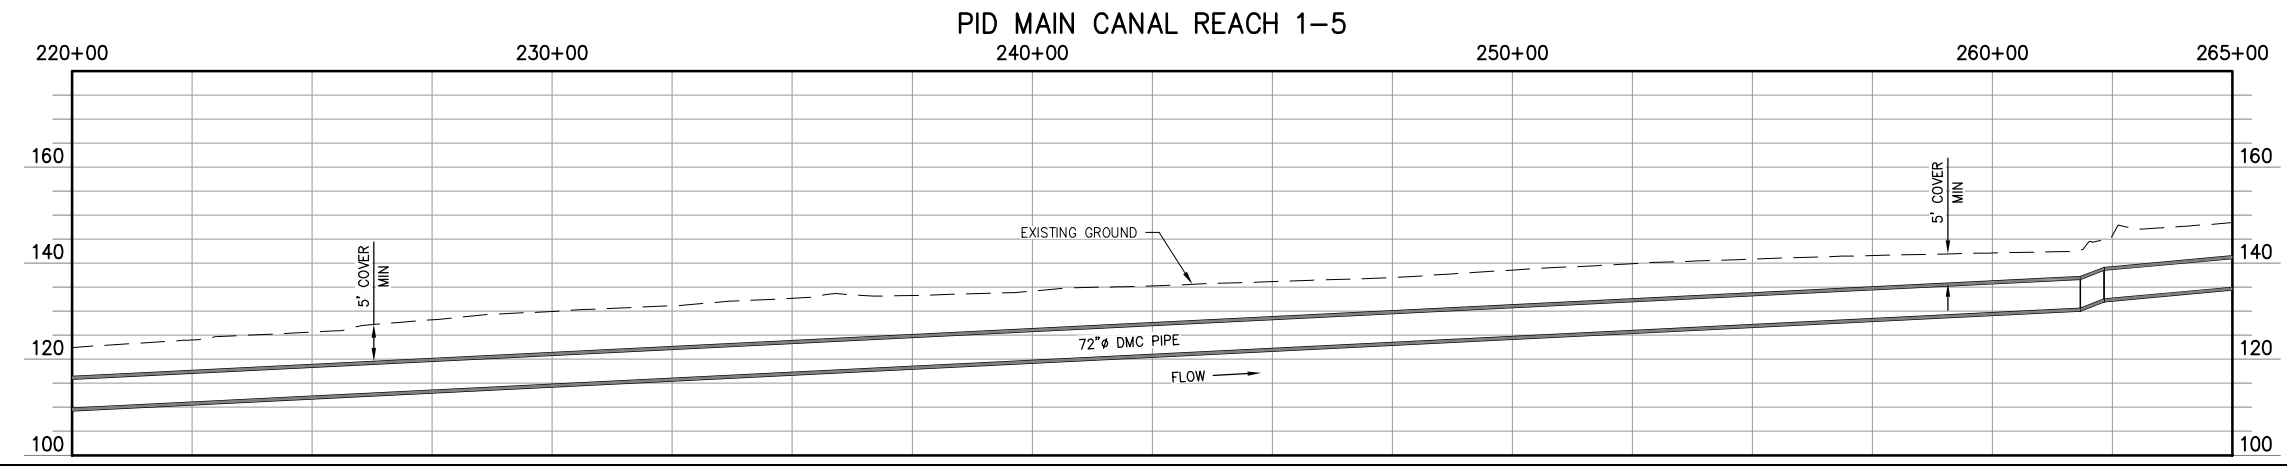 PID MAIN CANAL REACH 1-5
220+00 230+00 240+00 250+00 260+00 265+00
160 160
5' COVER
MIN
EXISTING GROUND
140 140
5' COVER
MIN
120 120
72"ø DMC PIPE
FLOW
100 100